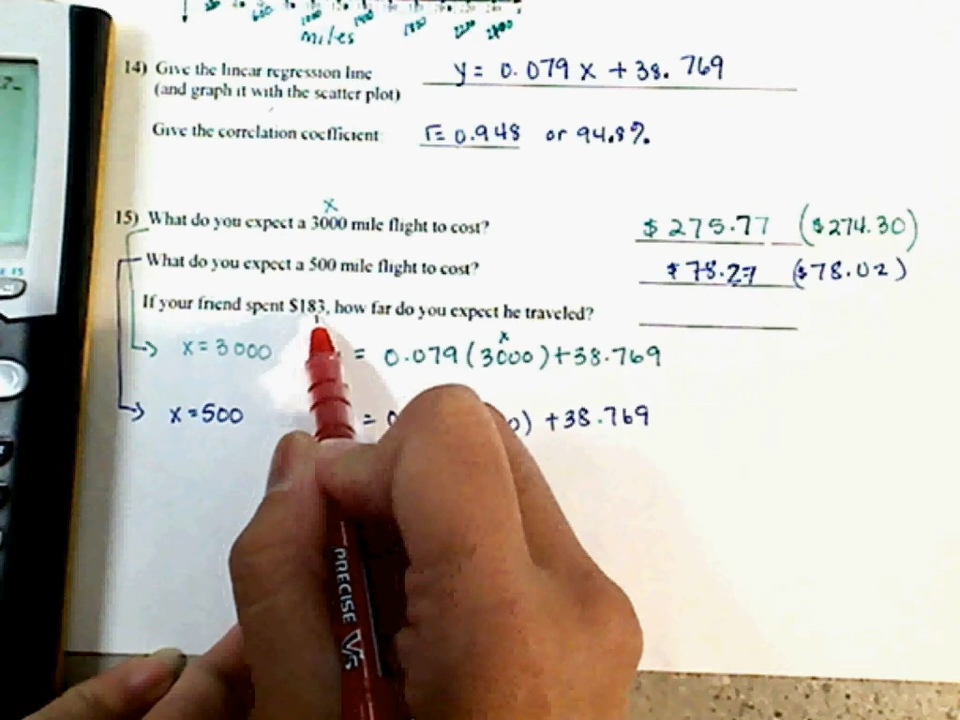 miles
14) Give the linear regression line y = 0.079 x + 38.769
(and graph it with the scatter plot)
Give the correlation coefficient r = 0.948 or 94.8%
x
15) What do you expect a 3000 mile flight to cost? $ 275.77 ($274.30)
What do you expect a 500 mile flight to cost? $78.27 ($78.02)
If your friend spent $183, how far do you expect he traveled?
x
x = 3000 = 0.079 (3000) + 38.769
x = 500 = ) + 38.769
PRECISE V5